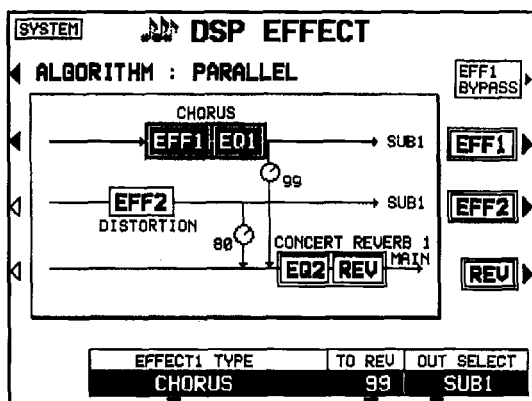 SYSTEM
DSP EFFECT
ALGORITHM : PARALLEL
EFF1
BYPASS
CHORUS
EFF1 EQ1
SUB1
EFF1
99
EFF2
SUB1
EFF2
DISTORTION
80
CONCERT REVERB 1
MAIN
EQ2 REV
REV
EFFECT1 TYPE TO REV OUT SELECT
CHORUS 99 SUB1